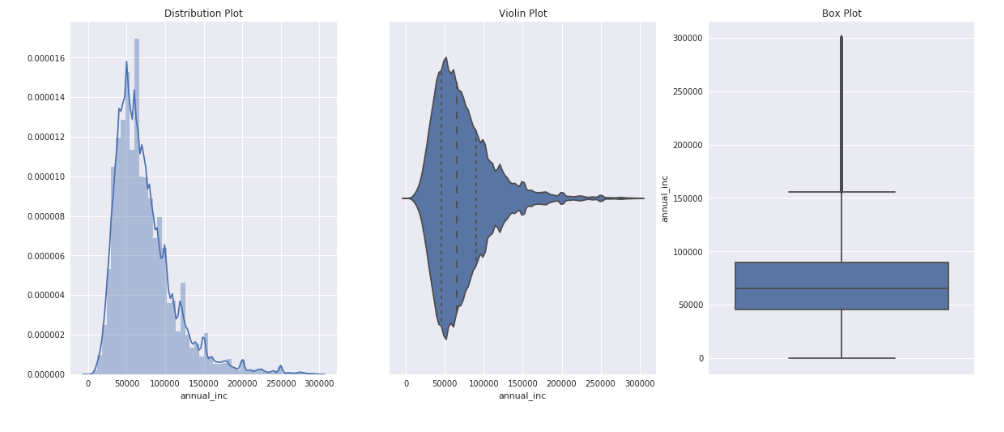 Distribution Plot
0.000016
0.000014
0.000012
0.000010
0.000008
0.000006
0.000004
0.000002
0.000000
0 50000 100000 150000 200000 250000 300000
annual_inc
Violin Plot
0 50000 100000 150000 200000 250000 300000
annual_inc
Box Plot
annual_inc
300000
250000
200000
150000
100000
50000
0